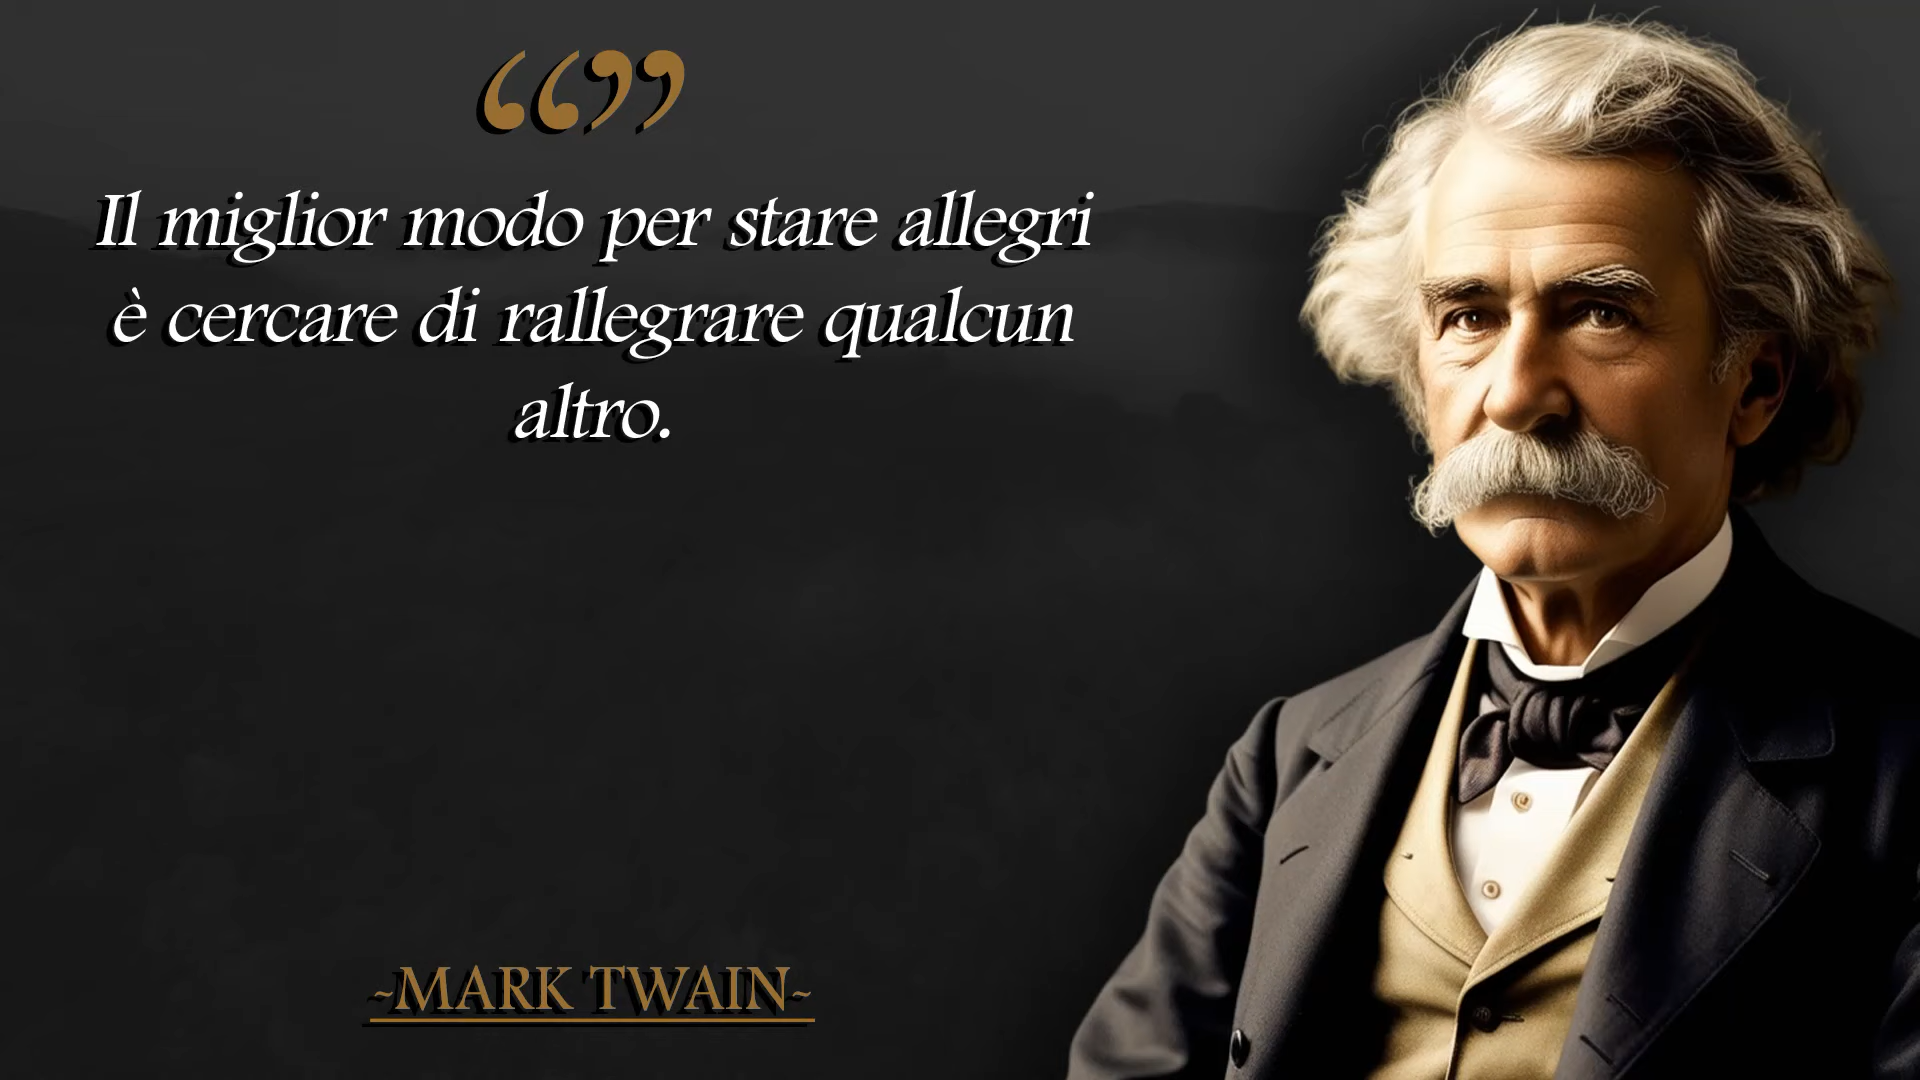 “”
Il miglior modo per stare allegri
è cercare di rallegrare qualcun
altro.
~MARK TWAIN~